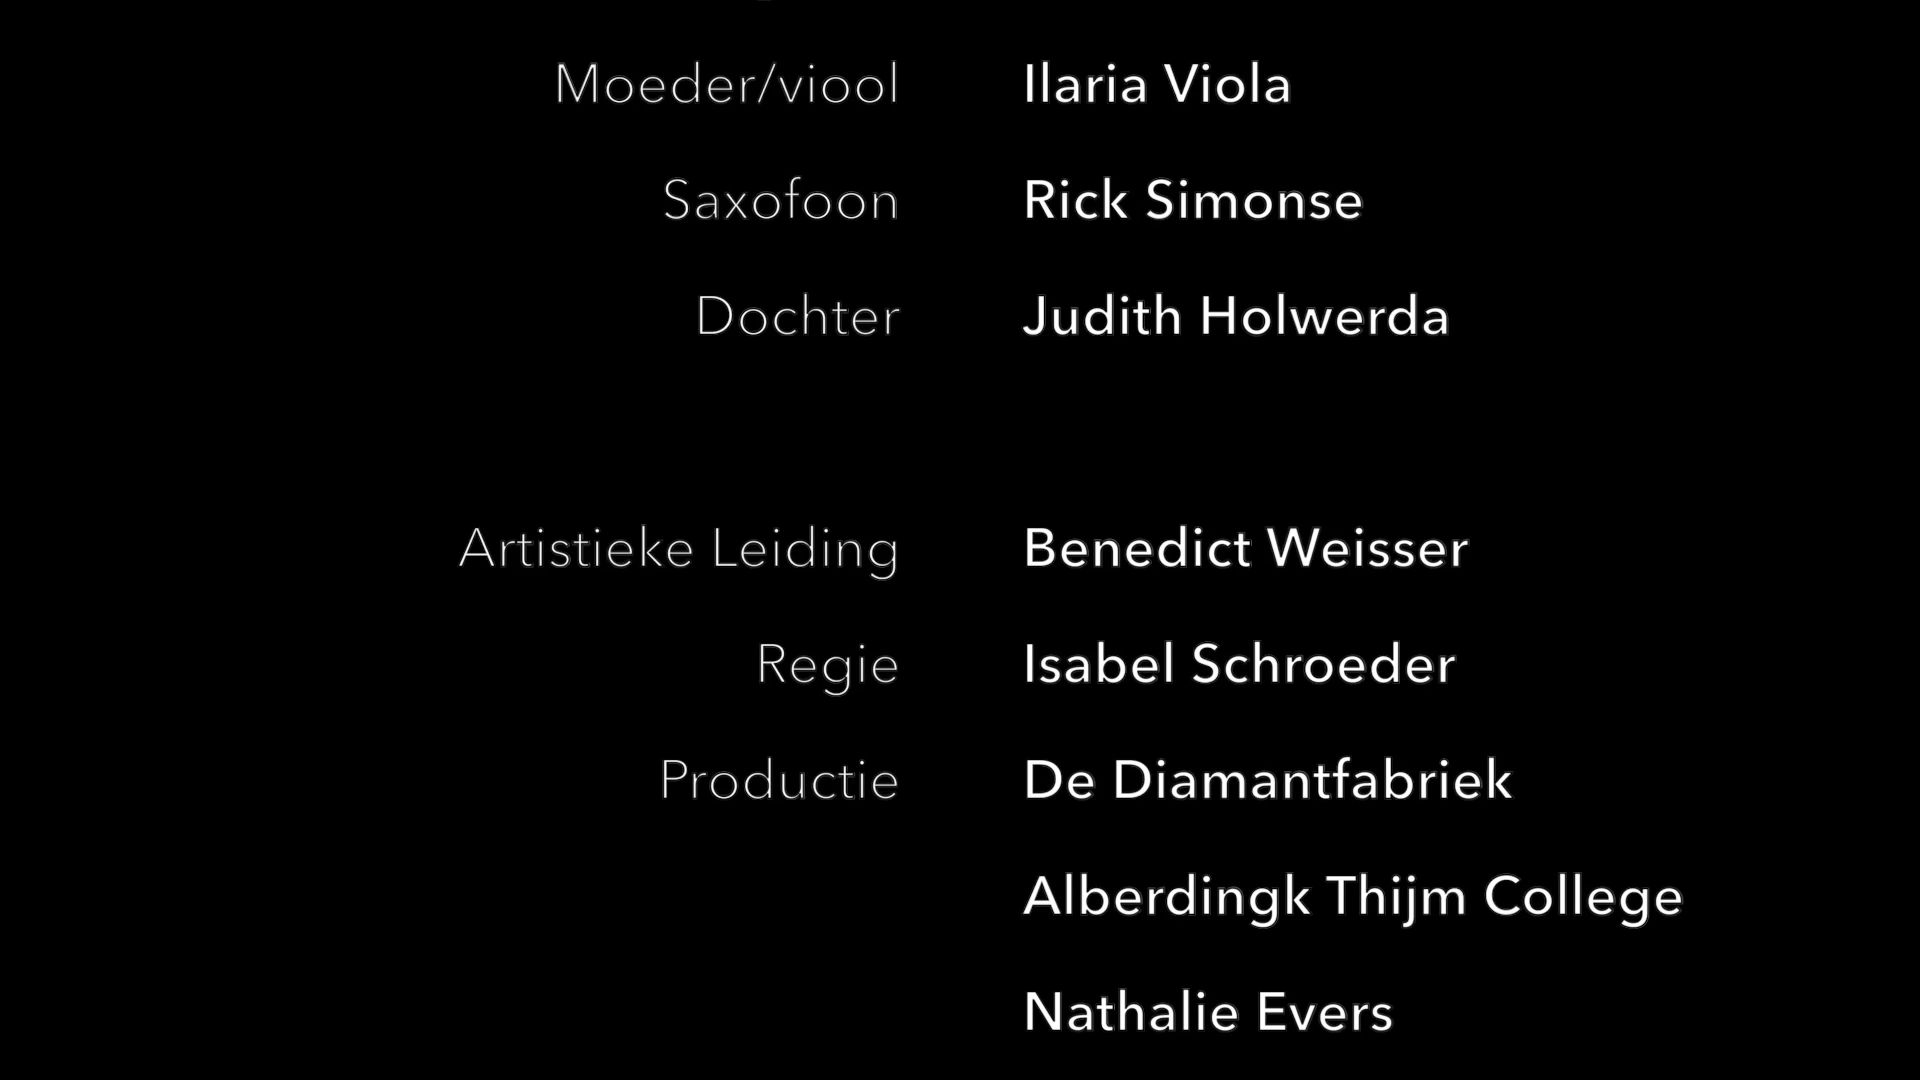 Moeder/viool Ilaria Viola
Saxofoon Rick Simonse
Dochter Judith Holwerda
Artistieke Leiding Benedict Weisser
Regie Isabel Schroeder
Productie De Diamantfabriek
Alberdingk Thijm College
Nathalie Evers